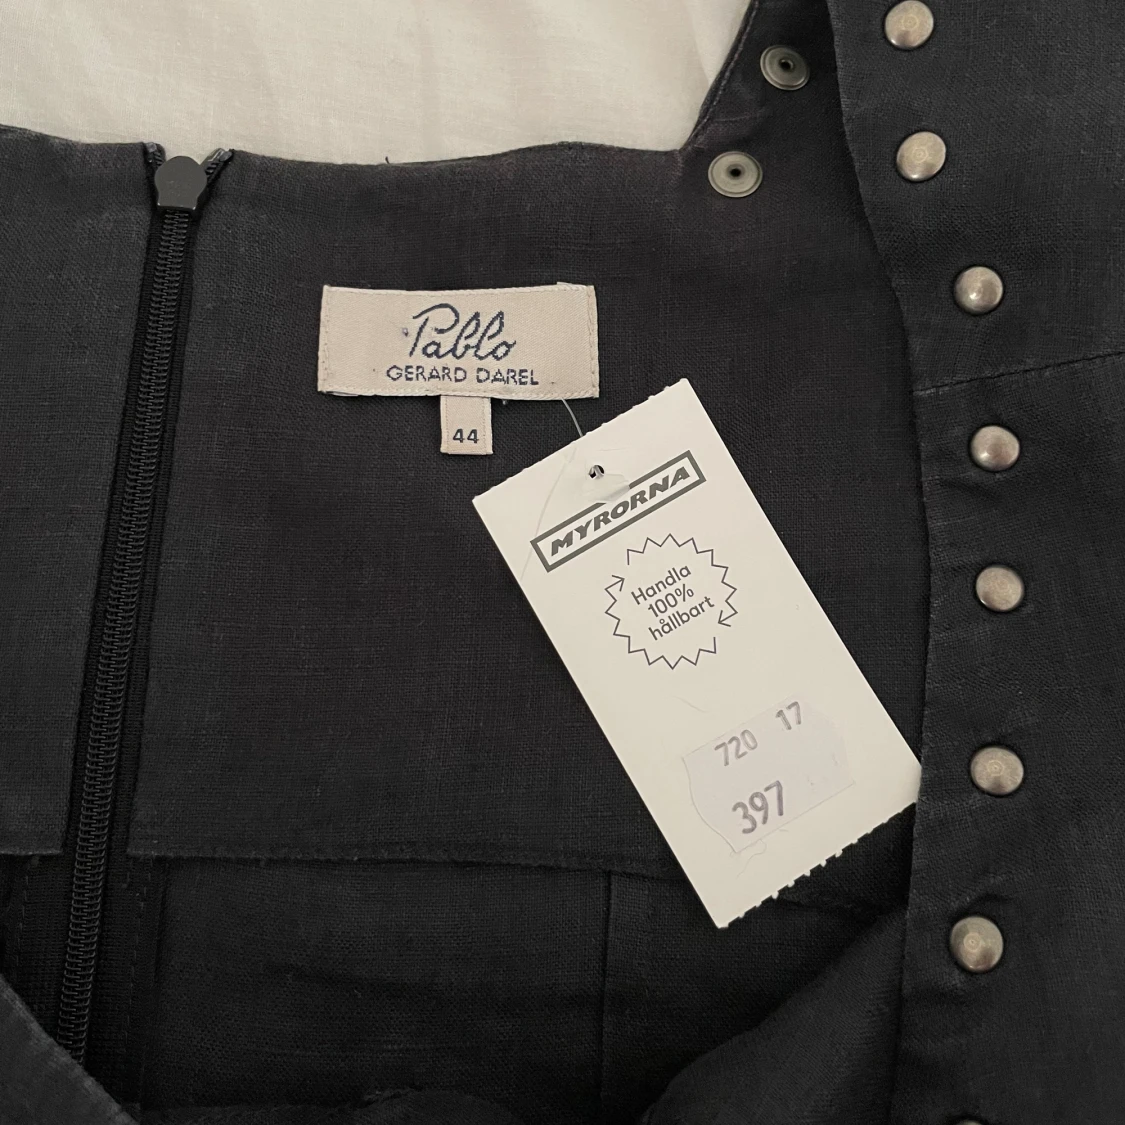 Pablo
GERARD DAREL
44
MYRORNA
Handla
100%
hållbart
720 17
397